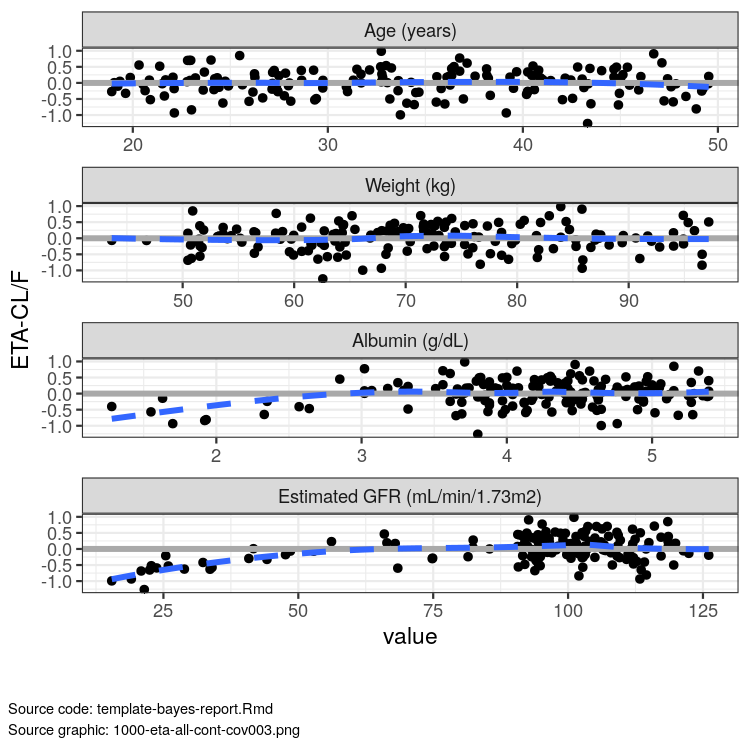 Age (years)
1.0
0.5
0.0
-0.5
-1.0
20 30 40 50
Weight (kg)
1.0
0.5
0.0
-0.5
-1.0
50 60 70 80 90
ETA-CL/F
Albumin (g/dL)
1.0
0.5
0.0
-0.5
-1.0
2 3 4 5
Estimated GFR (mL/min/1.73m2)
1.0
0.5
0.0
-0.5
-1.0
25 50 75 100 125
value
Source code: template-bayes-report.Rmd
Source graphic: 1000-eta-all-cont-cov003.png